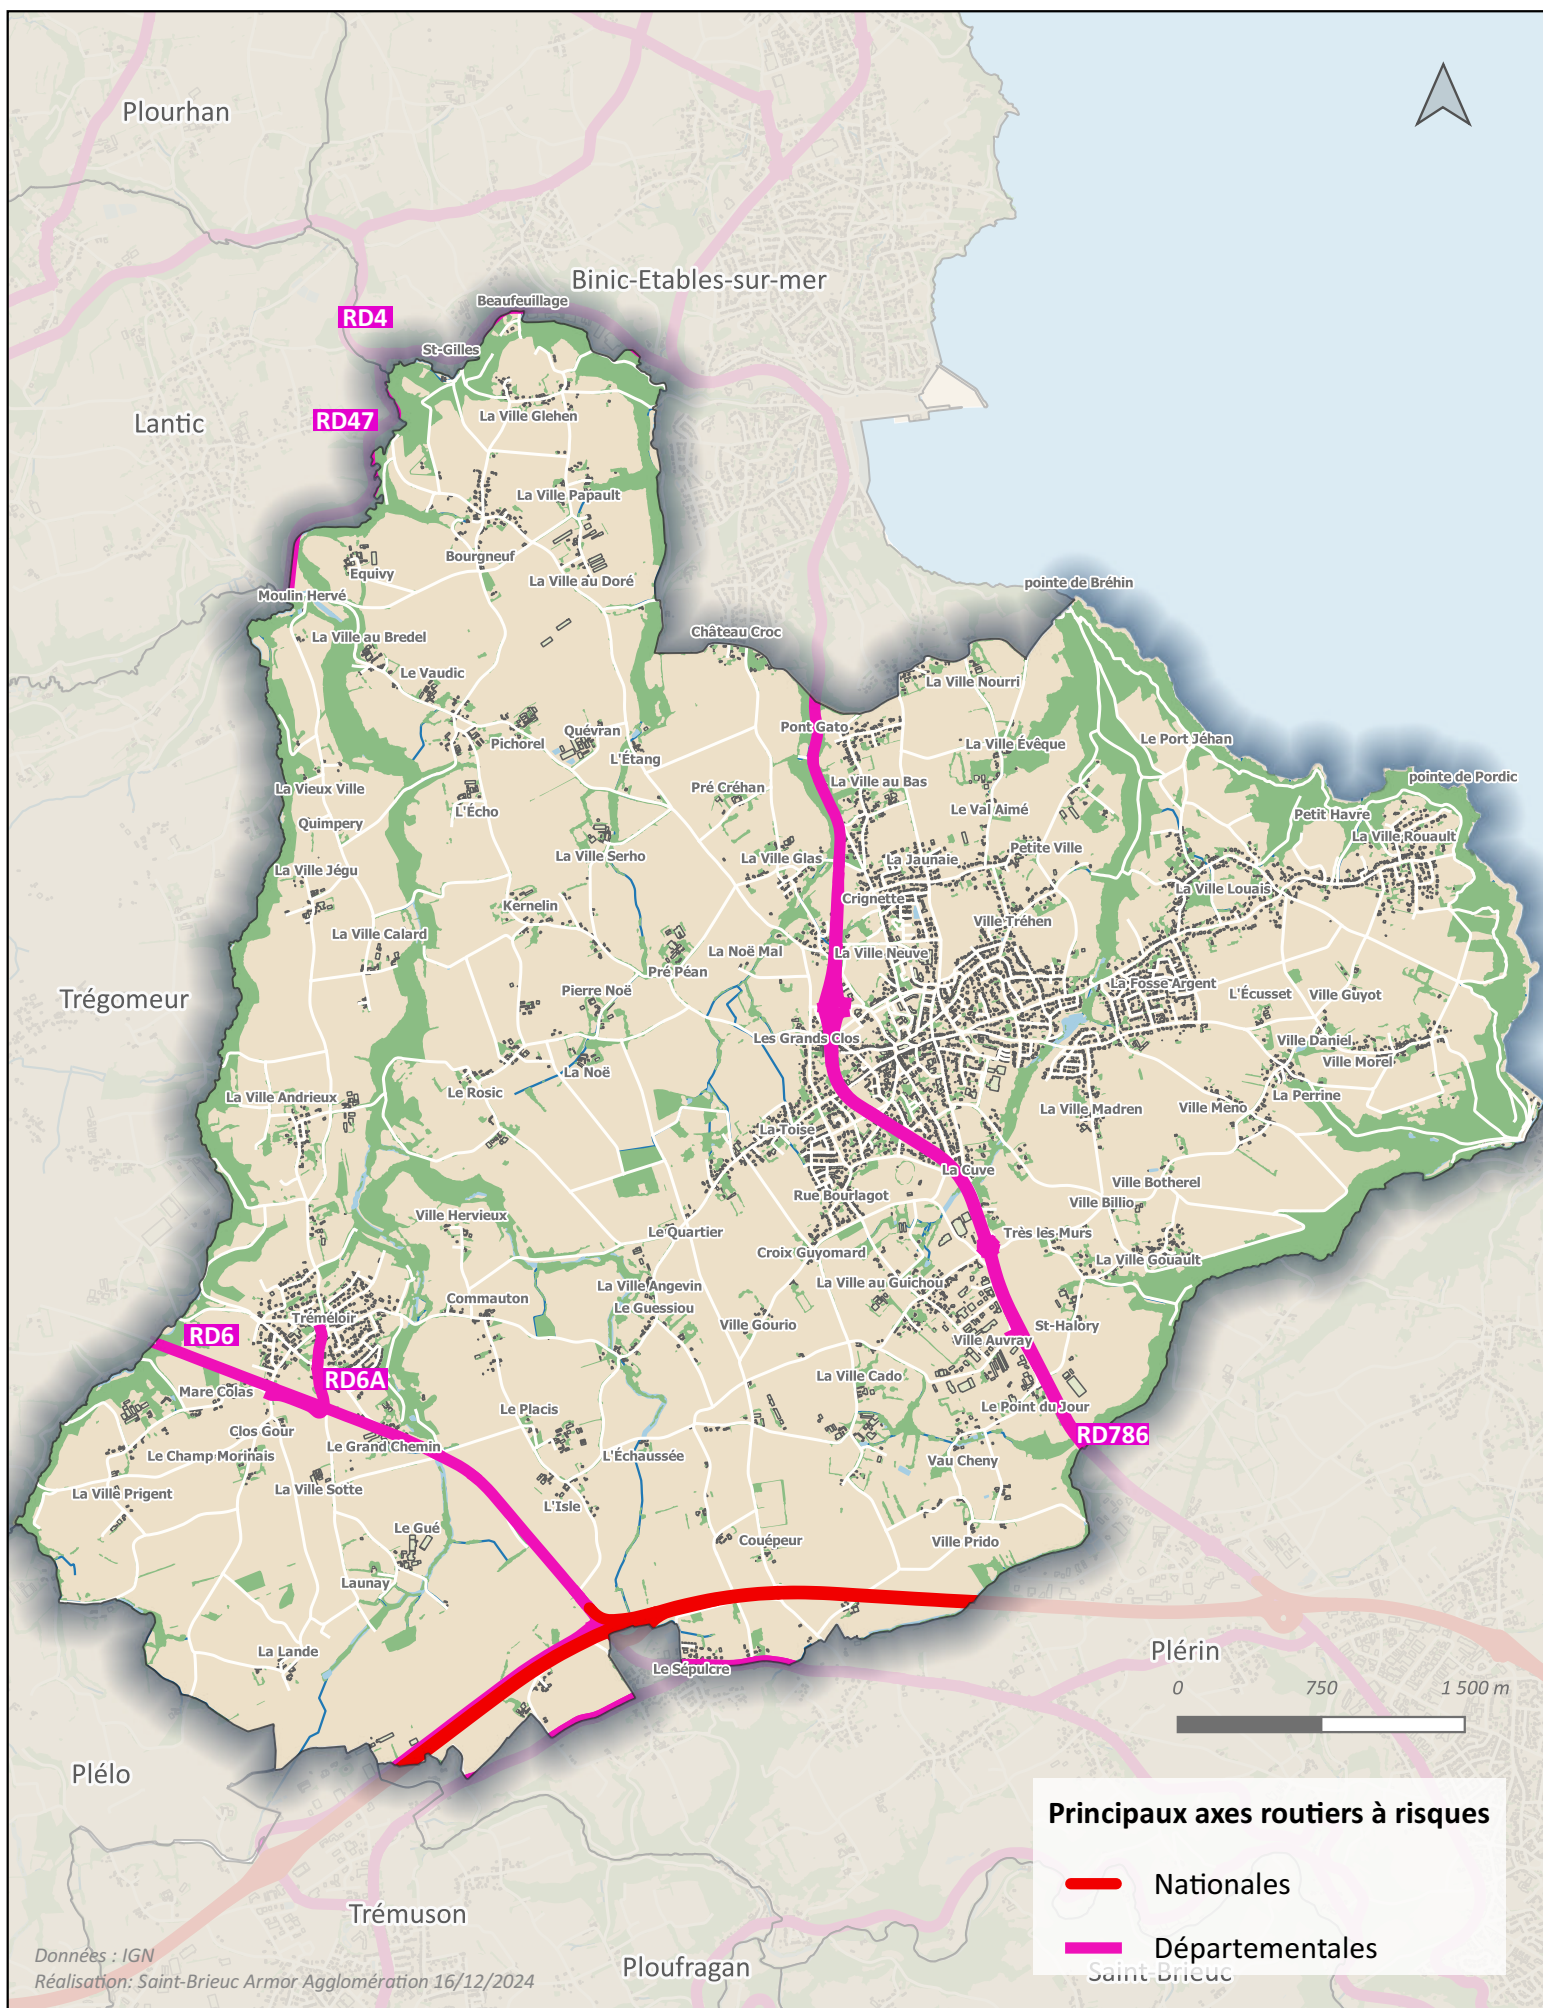 Plourhan
Binic-Etables-sur-mer
Beaufeuillage
RD4
St-Gilles
La Ville Glehen
RD47
Lantic
La Ville Papault
Bourgneuf
Equivy
La Ville au Doré
pointe de Bréhin
Moulin Hervé
La Ville au Bredel
Château Croc
Le Vaudic
La Ville Nourri
Pont Gato
Quévran
Pichorel
La Ville Évêque
Le Port Jéhan
L'Étang
pointe de Pordic
La Vieux Ville
Pré Créhan
La Ville au Bas
L'Écho
Le Val Aimé
Petit Havre
Quimpery
La Ville Rouault
Petite Ville
La Ville Serho
La Ville Glas
La Jaunaie
La Ville Jégu
La Ville Louais
Crignette
Kernelin
Ville Tréhen
La Ville Calard
La Noë Mal
La Ville Neuve
Pré Péan
La Fosse Argent
Trégomeur
Pierre Noë
L'Écusset
Ville Guyot
Les Grands Clos
Ville Daniel
Ville Morel
La Noë
Le Rosic
La Ville Andrieux
La Perrine
La Ville Madren
Ville Meno
La Toise
La Cuve
Ville Botherel
Rue Bourlagot
Ville Billio
Ville Hervieux
Le Quartier
Très les Murs
Croix Guyomard
La Ville Gouault
La Ville Angevin
La Ville au Guichou
Commauton
Le Guessiou
Trémeloir
Ville Gourio
St-Halory
RD6
Ville Auvray
RD6A
La Ville Cado
Mare Colas
Le Placis
Le Point du Jour
Clos Gour
RD786
Le Grand Chemin
Le Champ Morinais
L'Échaussée
Vau Cheny
La Ville Prigent
La Ville Sotte
L'Isle
Le Gué
Couépeur
Ville Prido
Launay
La Lande
Le Sépulcre
Plérin
0 750 1 500 m
Plélo
Principaux axes routiers à risques
Nationales
Départementales
Trémuson
Ploufragan
Saint-Brieuc
Données : IGN
Réalisation: Saint-Brieuc Armor Agglomération 16/12/2024